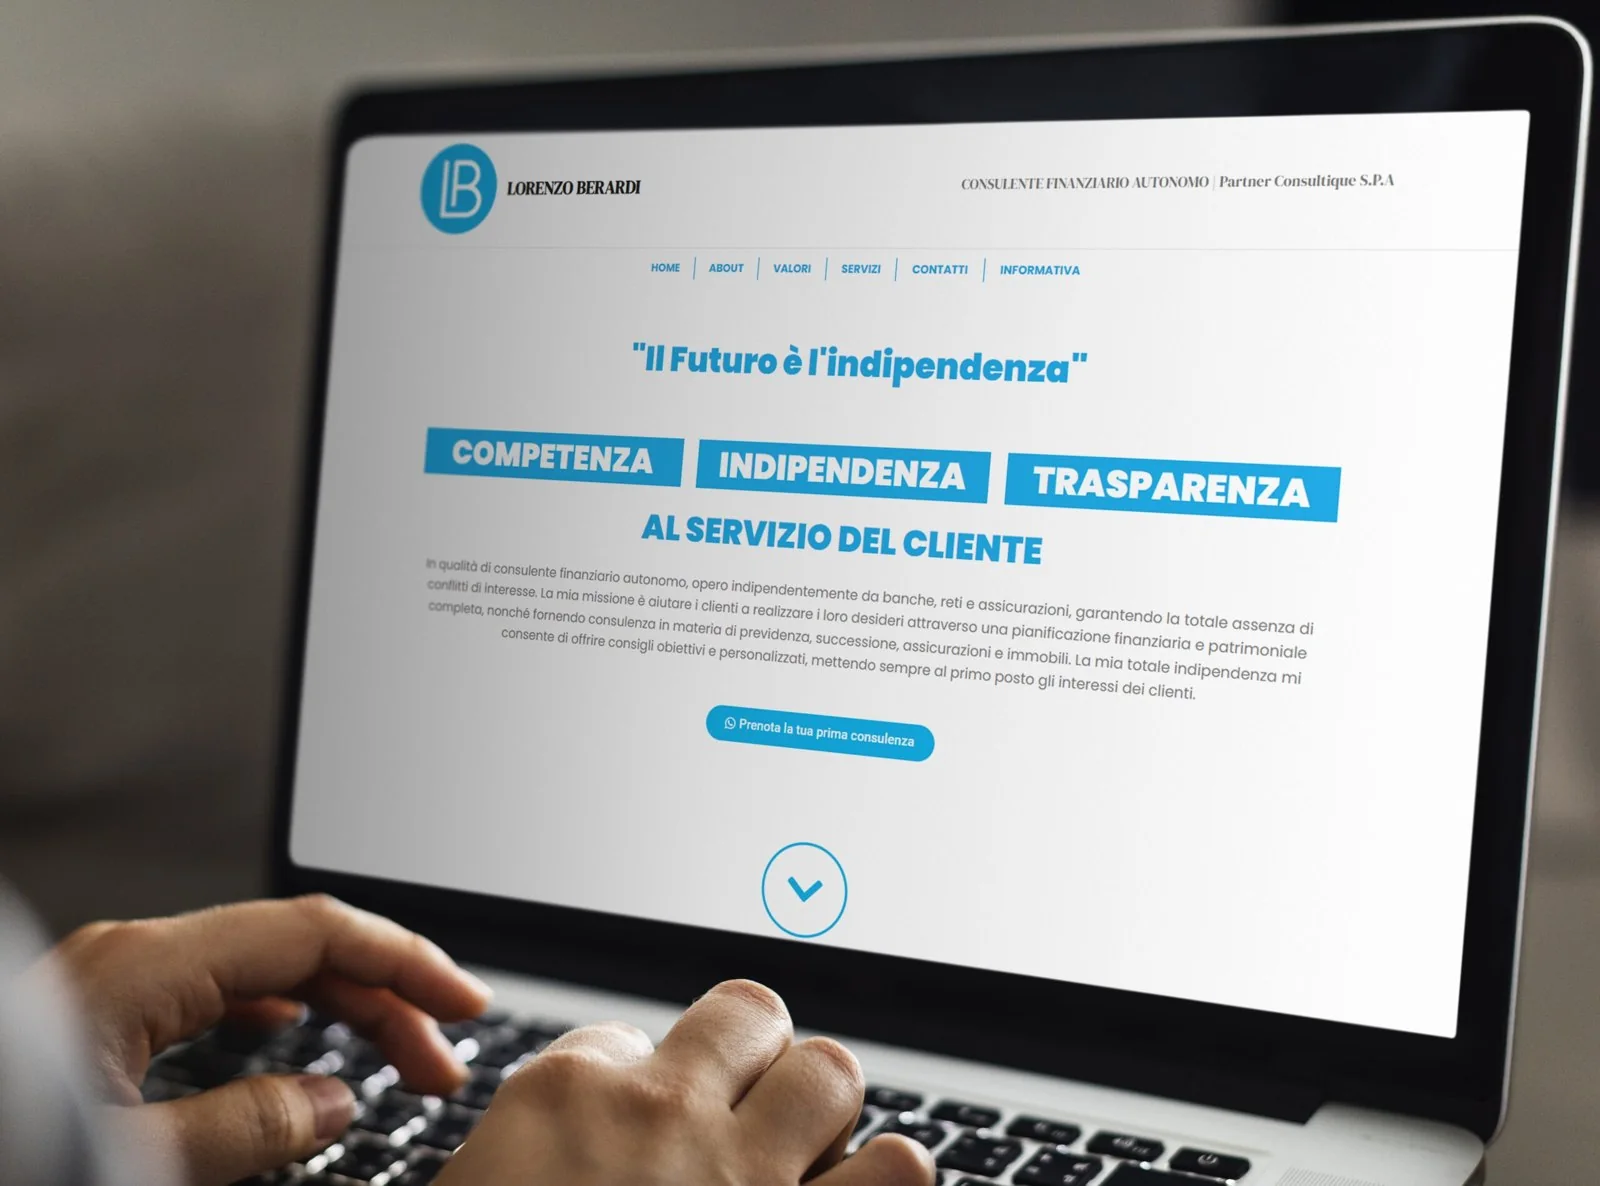 LB
LORENZO BERARDI
CONSULENTE FINANZIARIO AUTONOMO | Partner Consultique S.P.A
HOME | ABOUT | VALORI | SERVIZI | CONTATTI | INFORMATIVA
"Il Futuro è l'indipendenza"
COMPETENZA INDIPENDENZA TRASPARENZA
AL SERVIZIO DEL CLIENTE
In qualità di consulente finanziario autonomo, opero indipendentemente da banche, reti e assicurazioni, garantendo la totale assenza di
conflitti di interesse. La mia missione è aiutare i clienti a realizzare i loro desideri attraverso una pianificazione finanziaria e patrimoniale
completa, nonché fornendo consulenza in materia di previdenza, successione, assicurazioni e immobili. La mia totale indipendenza mi
consente di offrire consigli obiettivi e personalizzati, mettendo sempre al primo posto gli interessi dei clienti.
Prenota la tua prima consulenza